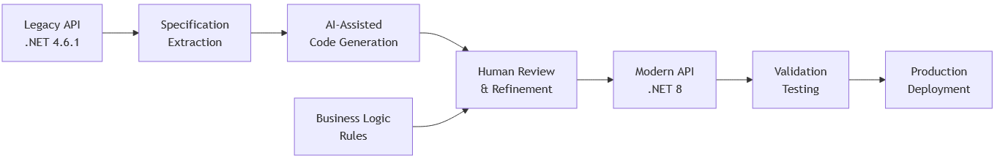 Legacy API
.NET 4.6.1
Specification
Extraction
AI-Assisted
Code Generation
Business Logic
Rules
Human Review
& Refinement
Modern API
.NET 8
Validation
Testing
Production
Deployment